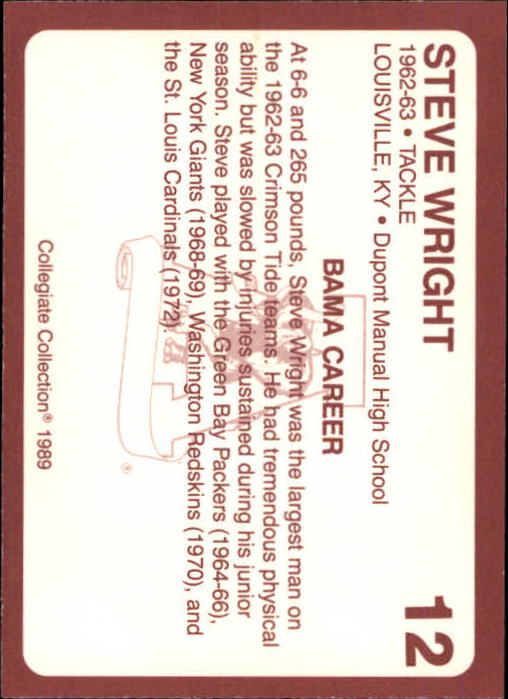 STEVE WRIGHT 12
1962-63 • TACKLE
LOUISVILLE, KY • Dupont Manual High School
BAMA CAREER
At 6-6 and 265 pounds, Steve Wright was the largest man on
the 1962-63 Crimson Tide teams. He had tremendous physical
ability but was slowed by injuries sustained during his junior
season. Steve played with the Green Bay Packers (1964-66),
New York Giants (1968-69), Washington Redskins (1970), and
the St. Louis Cardinals (1972).
Collegiate Collection® 1989
®